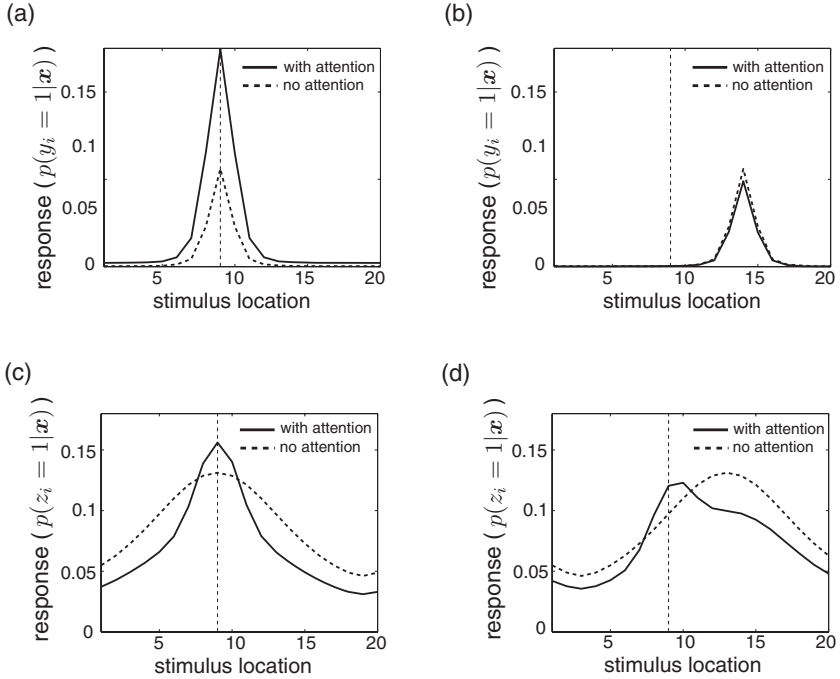 (a)
response ( p(y_i = 1|x) )
0.15
0.1
0.05
0
5
10
15
20
with attention
no attention
stimulus location
(b)
response ( p(y_i = 1|x) )
0.15
0.1
0.05
0
5
10
15
20
with attention
no attention
stimulus location
(c)
response ( p(z_i = 1|x) )
0.15
0.1
0.05
0
5
10
15
20
with attention
no attention
stimulus location
(d)
response ( p(z_i = 1|x) )
0.15
0.1
0.05
0
5
10
15
20
with attention
no attention
stimulus location